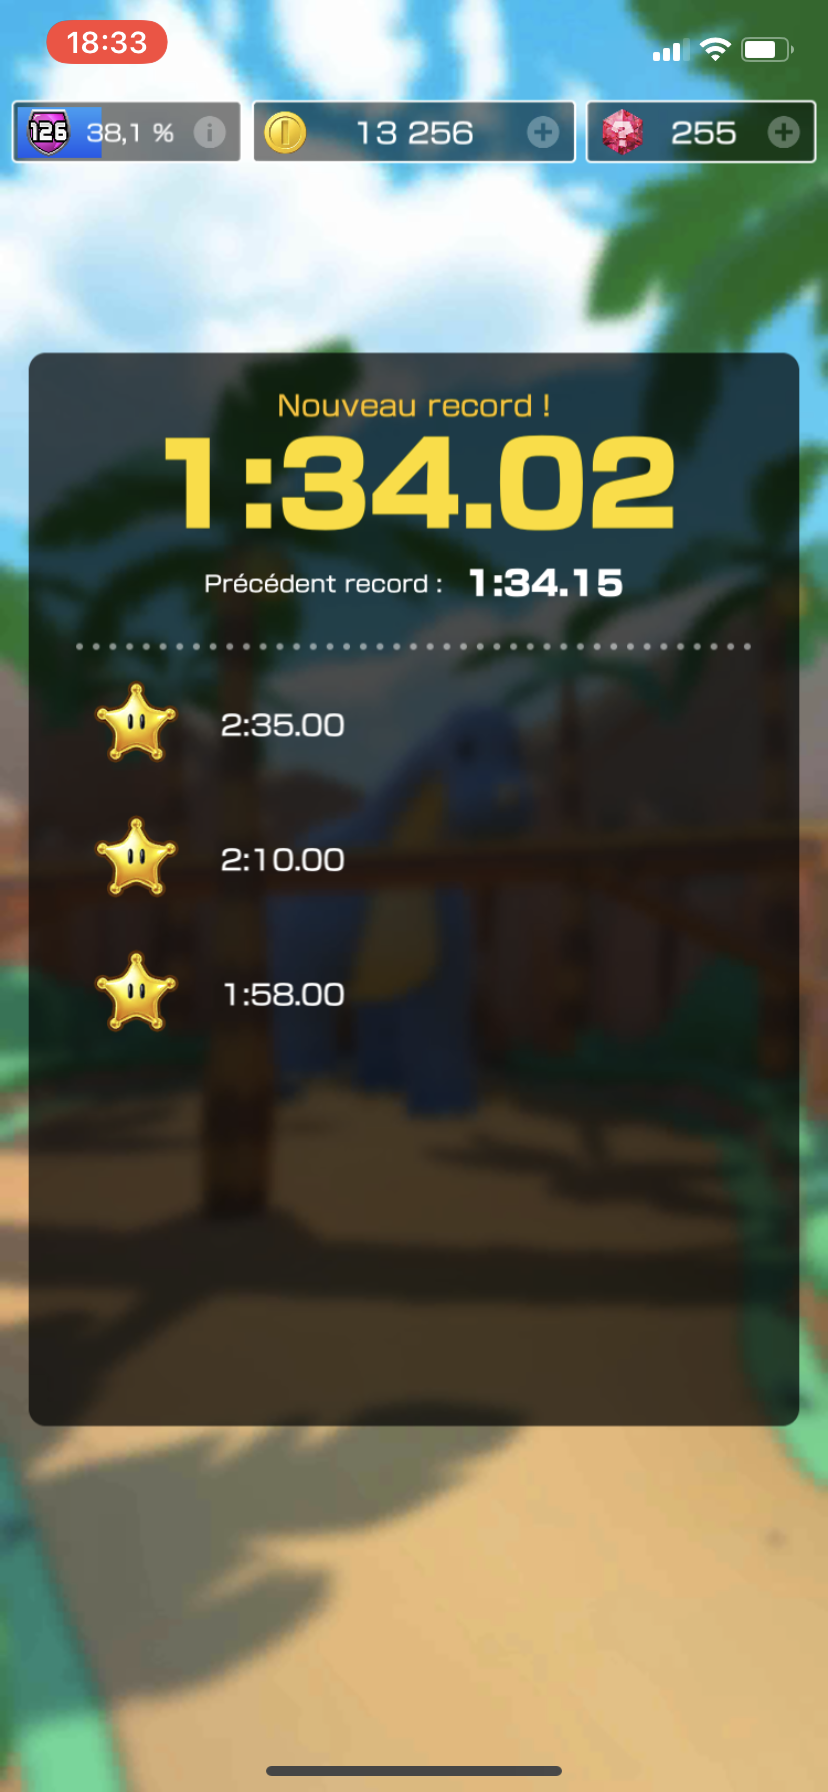 18:33
126 38,1 % i 13 256 255
Nouveau record !
1:34.02
Précédent record : 1:34.15
2:35.00
2:10.00
1:58.00